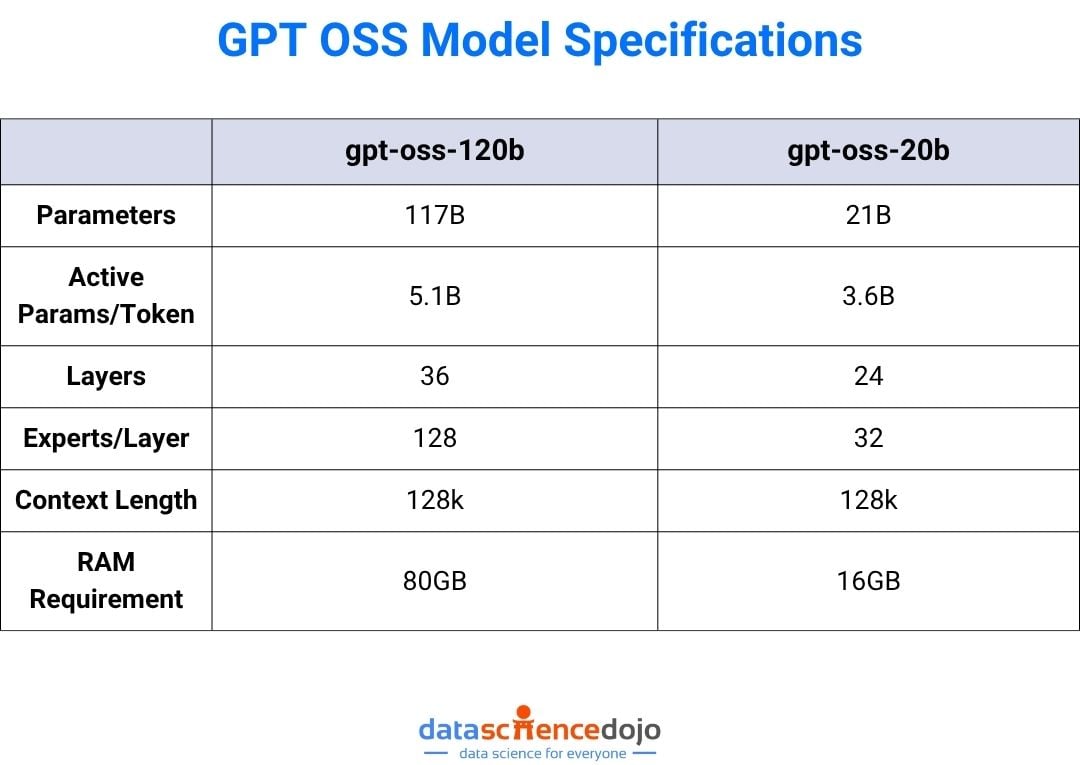 GPT OSS Model Specifications
gpt-oss-120b gpt-oss-20b
Parameters 117B 21B
Active
Params/Token 5.1B 3.6B
Layers 36 24
Experts/Layer 128 32
Context Length 128k 128k
RAM
Requirement 80GB 16GB
datasciencedojo
data science for everyone